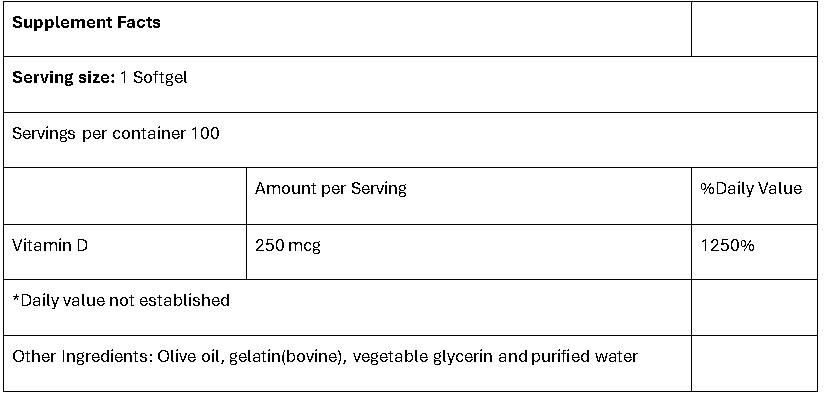 Supplement Facts
Serving size: 1 Softgel
Servings per container 100
Amount per Serving %Daily Value
Vitamin D 250 mcg 1250%
*Daily value not established
Other Ingredients: Olive oil, gelatin(bovine), vegetable glycerin and purified water